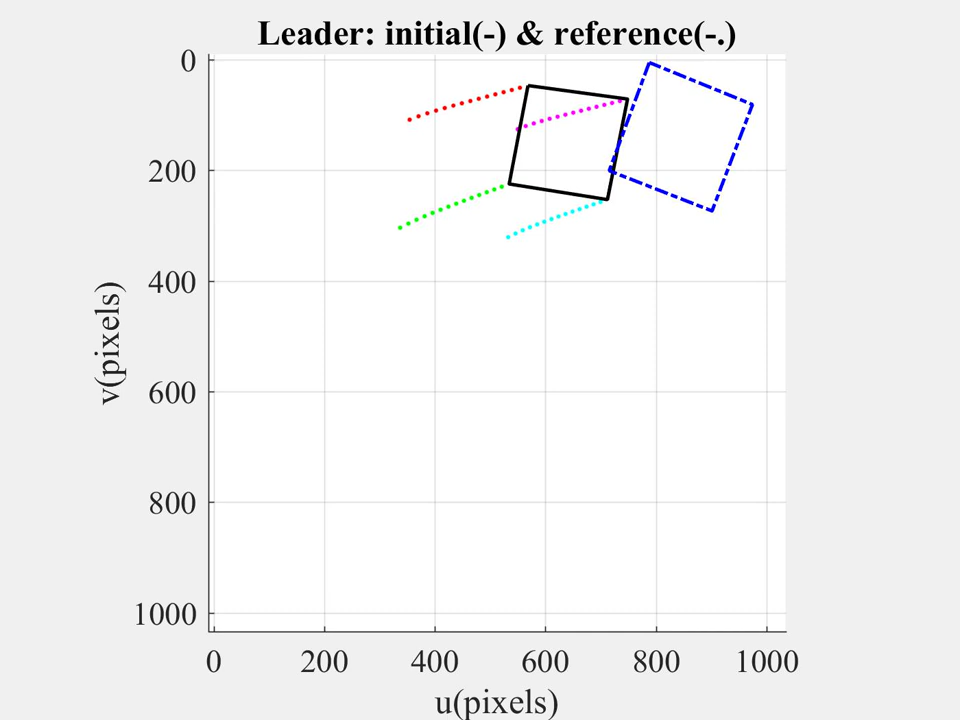 Leader: initial(-) & reference(-.)
0
200
400
600
800
1000
v(pixels)
0 200 400 600 800 1000
u(pixels)